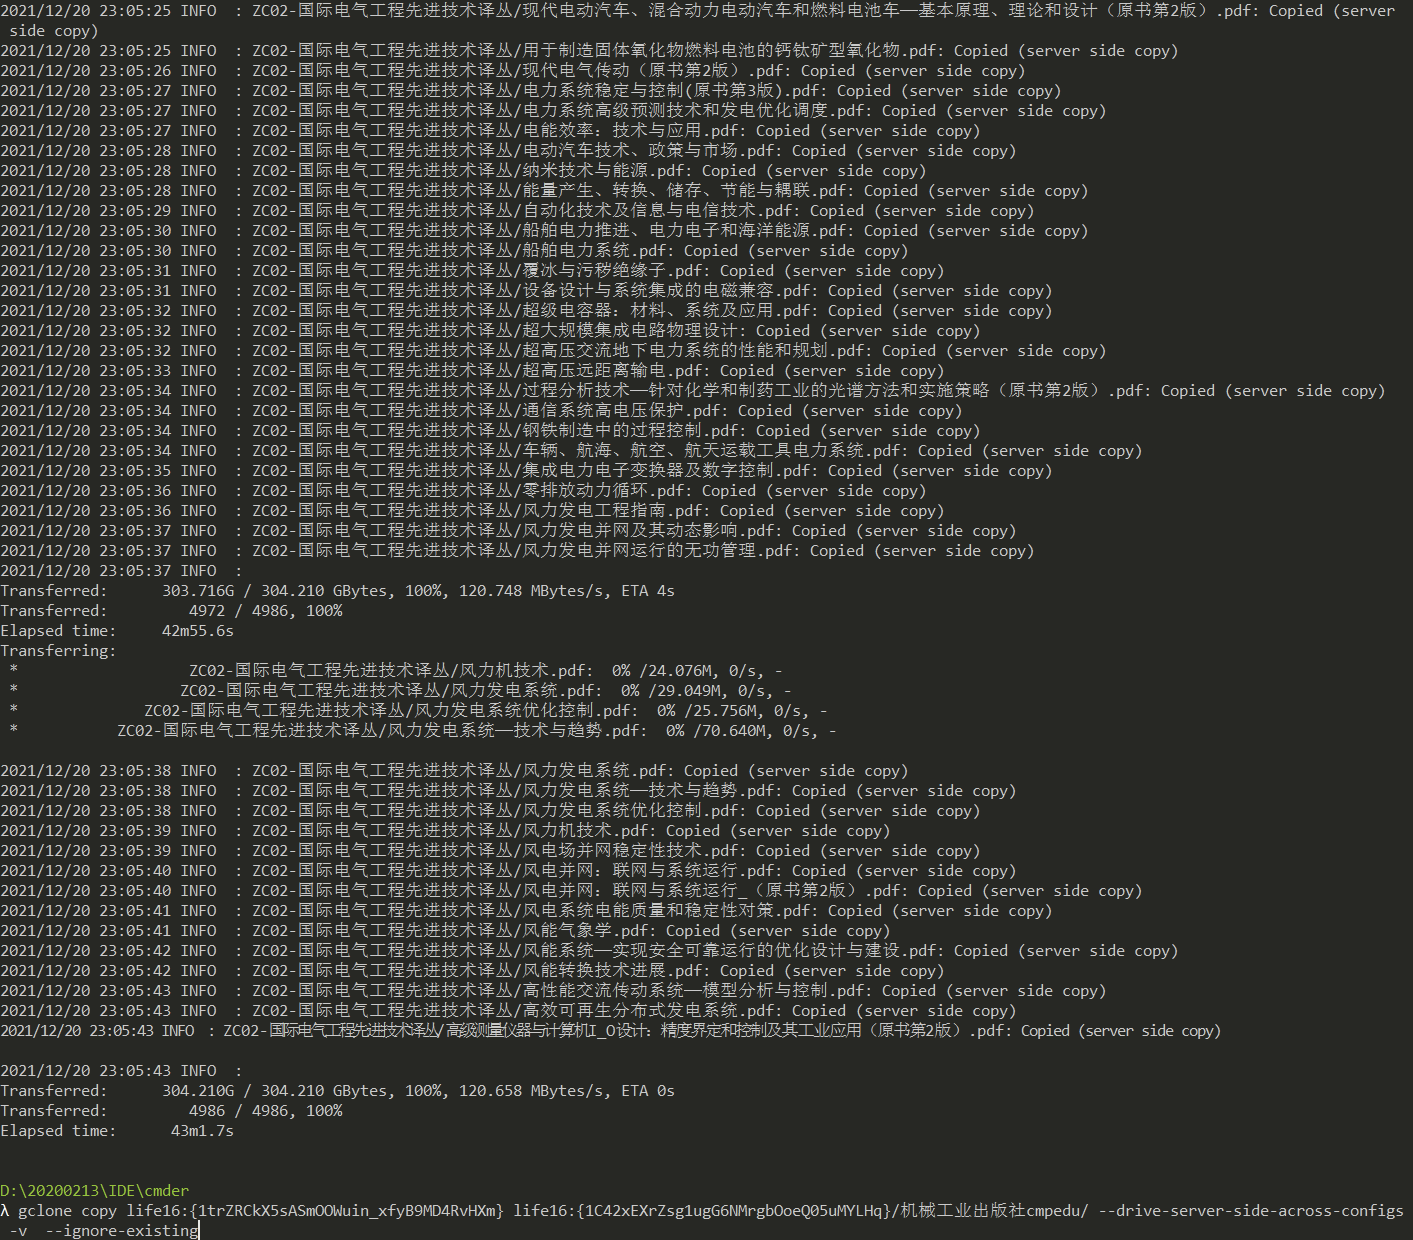 2021/12/20 23:05:25 INFO  : ZC02-国际电气工程先进技术译丛/现代电动汽车、混合动力电动汽车和燃料电池车—基本原理、理论和设计（原书第2版）.pdf: Copied (server
 side copy)
2021/12/20 23:05:25 INFO  : ZC02-国际电气工程先进技术译丛/用于制造固体氧化物燃料电池的钙钛矿型氧化物.pdf: Copied (server side copy)
2021/12/20 23:05:26 INFO  : ZC02-国际电气工程先进技术译丛/现代电气传动（原书第2版）.pdf: Copied (server side copy)
2021/12/20 23:05:27 INFO  : ZC02-国际电气工程先进技术译丛/电力系统稳定与控制(原书第3版).pdf: Copied (server side copy)
2021/12/20 23:05:27 INFO  : ZC02-国际电气工程先进技术译丛/电力系统高级预测技术和发电优化调度.pdf: Copied (server side copy)
2021/12/20 23:05:27 INFO  : ZC02-国际电气工程先进技术译丛/电能效率：技术与应用.pdf: Copied (server side copy)
2021/12/20 23:05:28 INFO  : ZC02-国际电气工程先进技术译丛/电动汽车技术、政策与市场.pdf: Copied (server side copy)
2021/12/20 23:05:28 INFO  : ZC02-国际电气工程先进技术译丛/纳米技术与能源.pdf: Copied (server side copy)
2021/12/20 23:05:28 INFO  : ZC02-国际电气工程先进技术译丛/能量产生、转换、储存、节能与耦联.pdf: Copied (server side copy)
2021/12/20 23:05:29 INFO  : ZC02-国际电气工程先进技术译丛/自动化技术及信息与电信技术.pdf: Copied (server side copy)
2021/12/20 23:05:30 INFO  : ZC02-国际电气工程先进技术译丛/船舶电力推进、电力电子和海洋能源.pdf: Copied (server side copy)
2021/12/20 23:05:30 INFO  : ZC02-国际电气工程先进技术译丛/船舶电力系统.pdf: Copied (server side copy)
2021/12/20 23:05:31 INFO  : ZC02-国际电气工程先进技术译丛/覆冰与污秽绝缘子.pdf: Copied (server side copy)
2021/12/20 23:05:31 INFO  : ZC02-国际电气工程先进技术译丛/设备设计与系统集成的电磁兼容.pdf: Copied (server side copy)
2021/12/20 23:05:32 INFO  : ZC02-国际电气工程先进技术译丛/超级电容器：材料、系统及应用.pdf: Copied (server side copy)
2021/12/20 23:05:32 INFO  : ZC02-国际电气工程先进技术译丛/超大规模集成电路物理设计: Copied (server side copy)
2021/12/20 23:05:32 INFO  : ZC02-国际电气工程先进技术译丛/超高压交流地下电力系统的性能和规划.pdf: Copied (server side copy)
2021/12/20 23:05:33 INFO  : ZC02-国际电气工程先进技术译丛/超高压远距离输电.pdf: Copied (server side copy)
2021/12/20 23:05:34 INFO  : ZC02-国际电气工程先进技术译丛/过程分析技术—针对化学和制药工业的光谱方法和实施策略（原书第2版）.pdf: Copied (server side copy)
2021/12/20 23:05:34 INFO  : ZC02-国际电气工程先进技术译丛/通信系统高电压保护.pdf: Copied (server side copy)
2021/12/20 23:05:34 INFO  : ZC02-国际电气工程先进技术译丛/钢铁制造中的过程控制.pdf: Copied (server side copy)
2021/12/20 23:05:34 INFO  : ZC02-国际电气工程先进技术译丛/车辆、航海、航空、航天运载工具电力系统.pdf: Copied (server side copy)
2021/12/20 23:05:35 INFO  : ZC02-国际电气工程先进技术译丛/集成电力电子变换器及数字控制.pdf: Copied (server side copy)
2021/12/20 23:05:36 INFO  : ZC02-国际电气工程先进技术译丛/零排放动力循环.pdf: Copied (server side copy)
2021/12/20 23:05:36 INFO  : ZC02-国际电气工程先进技术译丛/风力发电工程指南.pdf: Copied (server side copy)
2021/12/20 23:05:37 INFO  : ZC02-国际电气工程先进技术译丛/风力发电并网及其动态影响.pdf: Copied (server side copy)
2021/12/20 23:05:37 INFO  : ZC02-国际电气工程先进技术译丛/风力发电并网运行的无功管理.pdf: Copied (server side copy)
2021/12/20 23:05:37 INFO  :
Transferred:      303.716G / 304.210 GBytes, 100%, 120.748 MBytes/s, ETA 4s
Transferred:         4972 / 4986, 100%
Elapsed time:     42m55.6s
Transferring:
 *                   ZC02-国际电气工程先进技术译丛/风力机技术.pdf:  0% /24.076M, 0/s, -
 *                  ZC02-国际电气工程先进技术译丛/风力发电系统.pdf:  0% /29.049M, 0/s, -
 *              ZC02-国际电气工程先进技术译丛/风力发电系统优化控制.pdf:  0% /25.756M, 0/s, -
 *           ZC02-国际电气工程先进技术译丛/风力发电系统—技术与趋势.pdf:  0% /70.640M, 0/s, -
2021/12/20 23:05:38 INFO  : ZC02-国际电气工程先进技术译丛/风力发电系统.pdf: Copied (server side copy)
2021/12/20 23:05:38 INFO  : ZC02-国际电气工程先进技术译丛/风力发电系统—技术与趋势.pdf: Copied (server side copy)
2021/12/20 23:05:38 INFO  : ZC02-国际电气工程先进技术译丛/风力发电系统优化控制.pdf: Copied (server side copy)
2021/12/20 23:05:39 INFO  : ZC02-国际电气工程先进技术译丛/风力机技术.pdf: Copied (server side copy)
2021/12/20 23:05:39 INFO  : ZC02-国际电气工程先进技术译丛/风电场并网稳定性技术.pdf: Copied (server side copy)
2021/12/20 23:05:40 INFO  : ZC02-国际电气工程先进技术译丛/风电并网：联网与系统运行.pdf: Copied (server side copy)
2021/12/20 23:05:40 INFO  : ZC02-国际电气工程先进技术译丛/风电并网：联网与系统运行_（原书第2版）.pdf: Copied (server side copy)
2021/12/20 23:05:41 INFO  : ZC02-国际电气工程先进技术译丛/风电系统电能质量和稳定性对策.pdf: Copied (server side copy)
2021/12/20 23:05:41 INFO  : ZC02-国际电气工程先进技术译丛/风能气象学.pdf: Copied (server side copy)
2021/12/20 23:05:42 INFO  : ZC02-国际电气工程先进技术译丛/风能系统—实现安全可靠运行的优化设计与建设.pdf: Copied (server side copy)
2021/12/20 23:05:42 INFO  : ZC02-国际电气工程先进技术译丛/风能转换技术进展.pdf: Copied (server side copy)
2021/12/20 23:05:43 INFO  : ZC02-国际电气工程先进技术译丛/高性能交流传动系统—模型分析与控制.pdf: Copied (server side copy)
2021/12/20 23:05:43 INFO  : ZC02-国际电气工程先进技术译丛/高效可再生分布式发电系统.pdf: Copied (server side copy)
2021/12/20 23:05:43 INFO  : ZC02-国际电气工程先进技术译丛/高级测量仪器与计算机I_O设计：精度界定和控制及其工业应用（原书第2版）.pdf: Copied (server side copy)
2021/12/20 23:05:43 INFO  :
Transferred:      304.210G / 304.210 GBytes, 100%, 120.658 MBytes/s, ETA 0s
Transferred:         4986 / 4986, 100%
Elapsed time:      43m1.7s
D:\20200213\IDE\cmder
λ gclone copy life16:{1trZRCkX5sASmOOWuin_xfyB9MD4RvHXm} life16:{1C42xEXrZsg1ugG6NMrgbOoeQ05uMYLHq}/机械工业出版社cmpedu/ --drive-server-side-across-configs
 -v  --ignore-existing